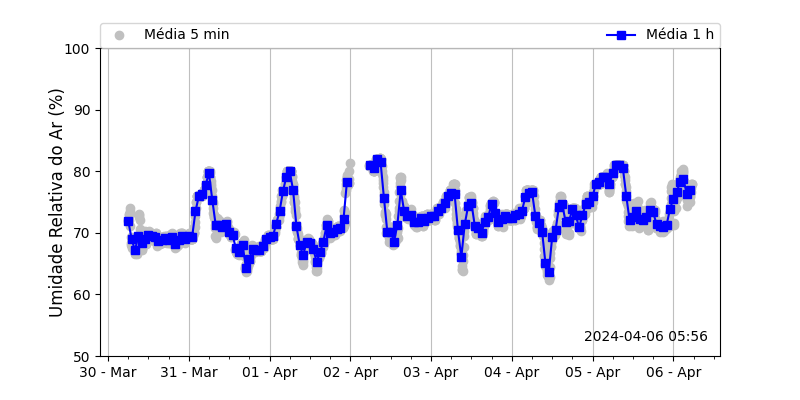 Média 5 min
Média 1 h
Umidade Relativa do Ar (%)
100
90
80
70
60
50
2024-04-06 05:56
30 - Mar
31 - Mar
01 - Apr
02 - Apr
03 - Apr
04 - Apr
05 - Apr
06 - Apr